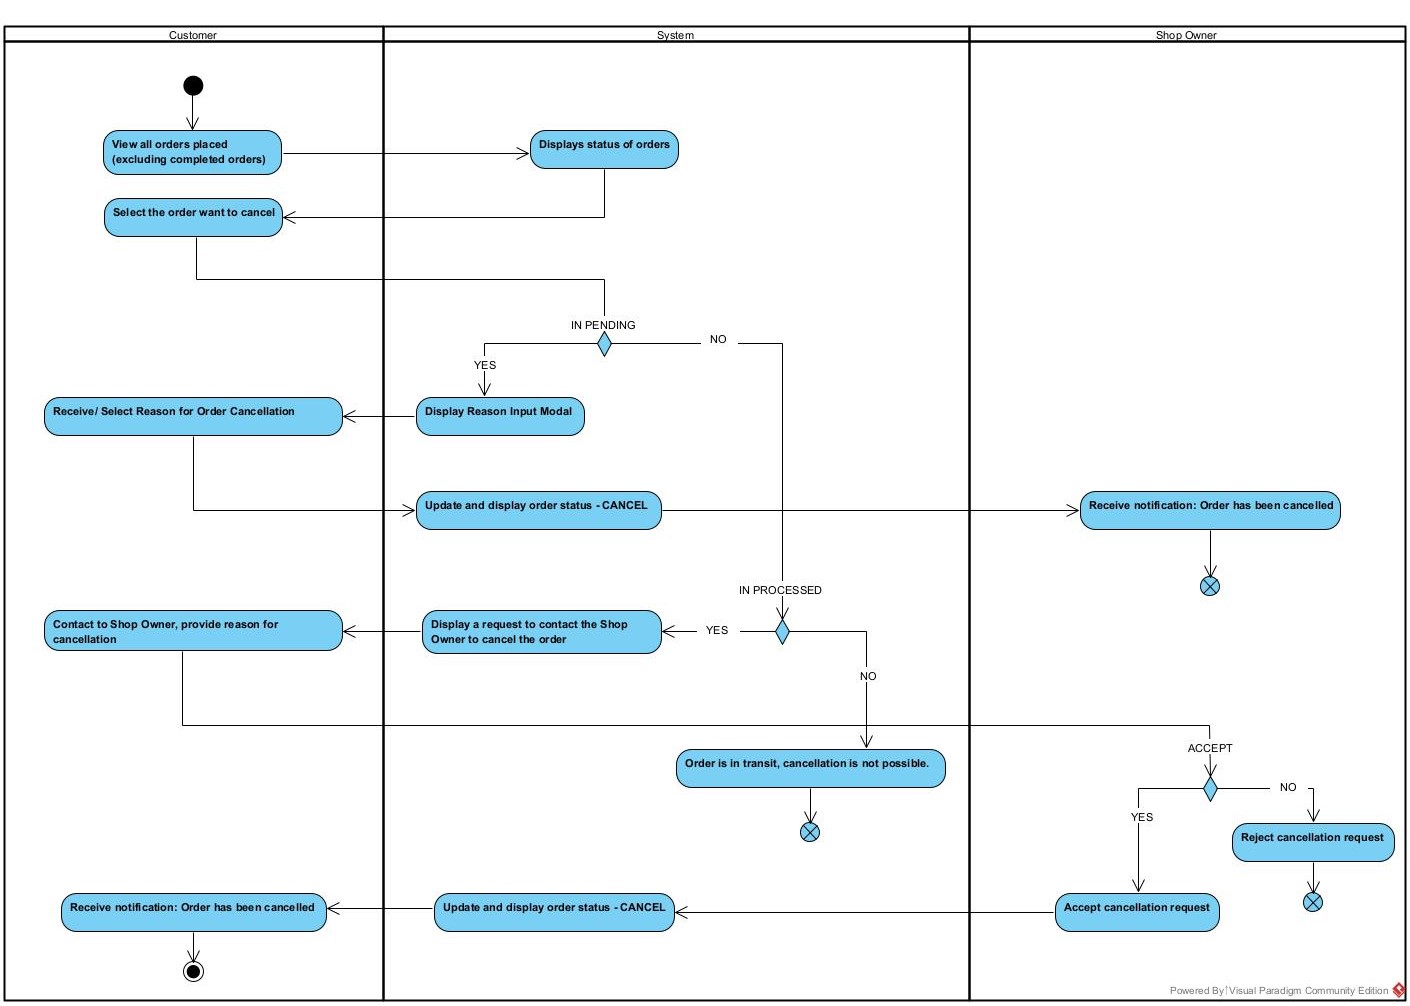 Customer
System
Shop Owner
View all orders placed
(excluding completed orders)
Displays status of orders
Select the order want to cancel
IN PENDING
NO
YES
Receive/ Select Reason for Order Cancellation
Display Reason Input Modal
Update and display order status - CANCEL
Receive notification: Order has been cancelled
IN PROCESSED
Contact to Shop Owner, provide reason for
cancellation
Display a request to contact the Shop
Owner to cancel the order
YES
NO
ACCEPT
Order is in transit, cancellation is not possible.
NO
YES
Reject cancellation request
Receive notification: Order has been cancelled
Update and display order status - CANCEL
Accept cancellation request
Powered By Visual Paradigm Community Edition